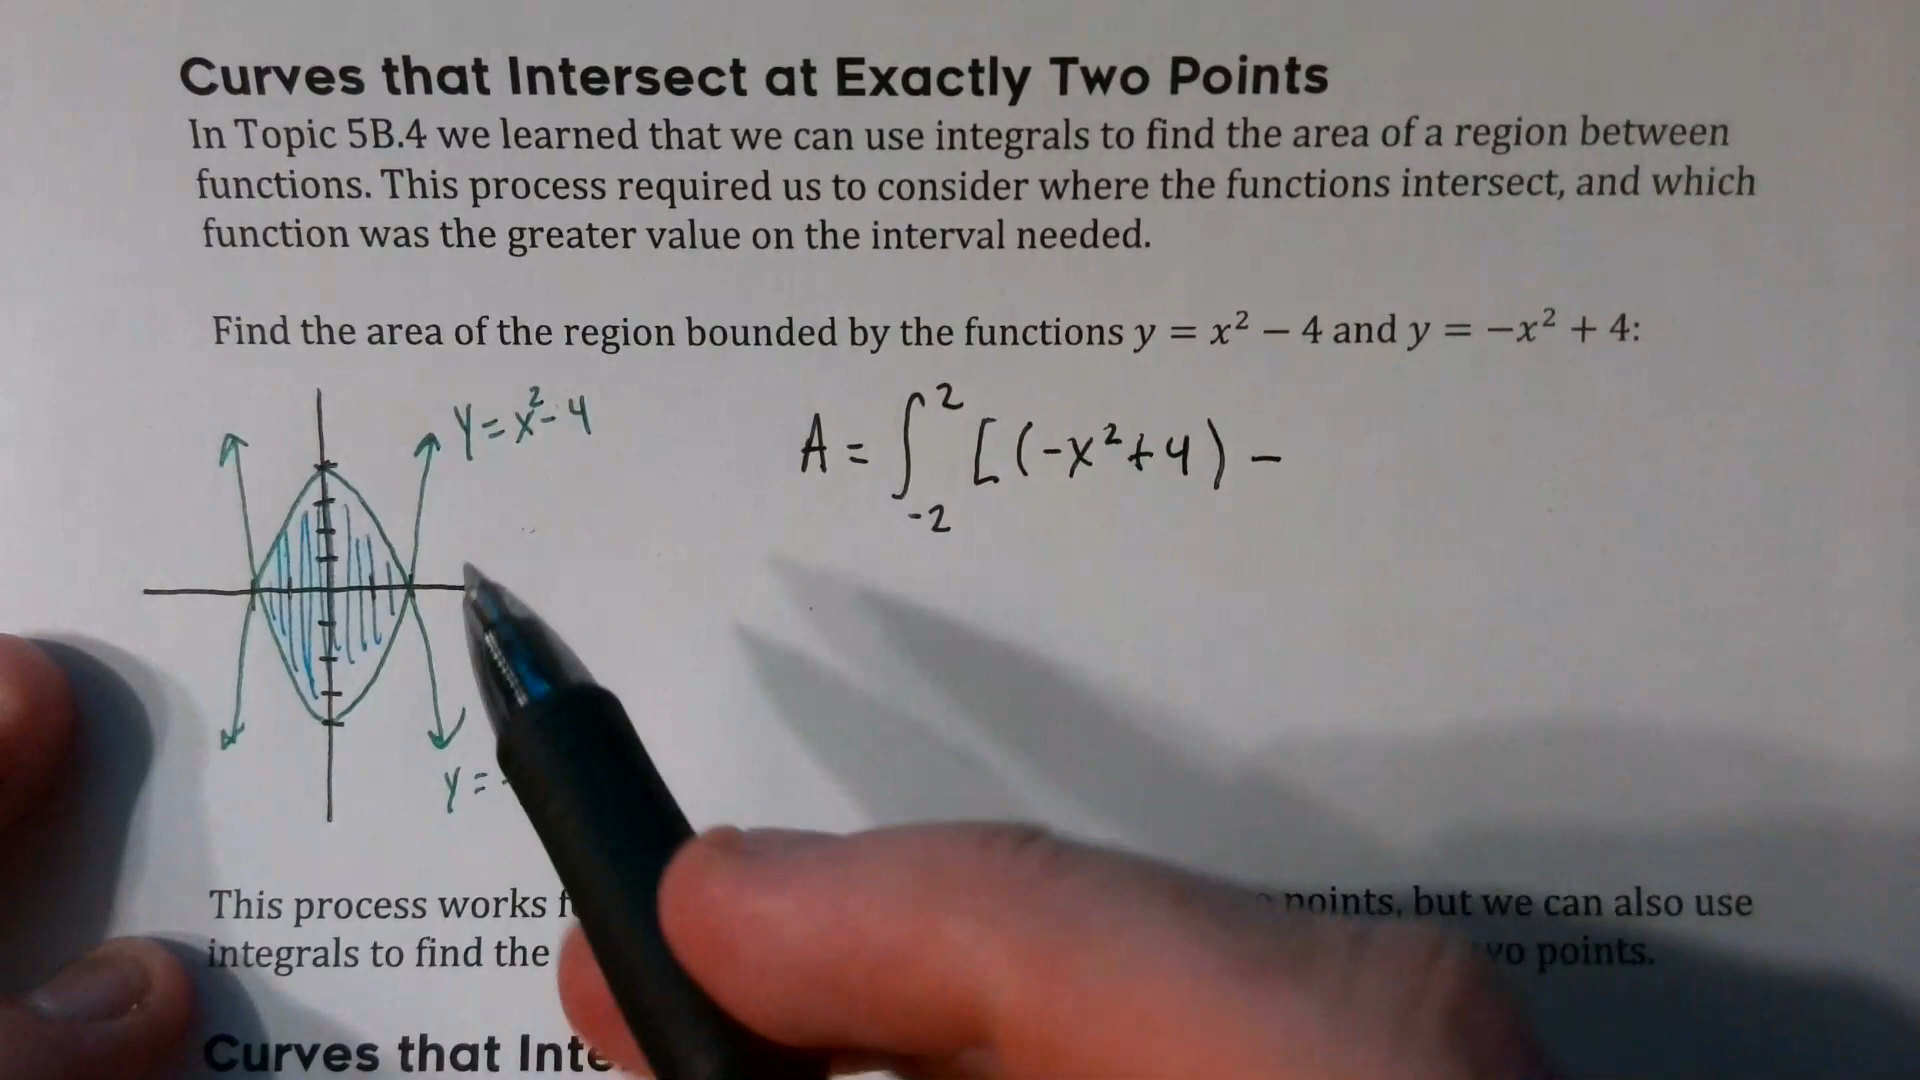 Curves that Intersect at Exactly Two Points
In Topic 5B.4 we learned that we can use integrals to find the area of a region between
functions. This process required us to consider where the functions intersect, and which
function was the greater value on the interval needed.
Find the area of the region bounded by the functions y = x² − 4 and y = −x² + 4:
y = x² - 4
A = ∫₋₂² [(-x² + 4) -
y =
This process works points, but we can also use
integrals to find the points.
Curves that